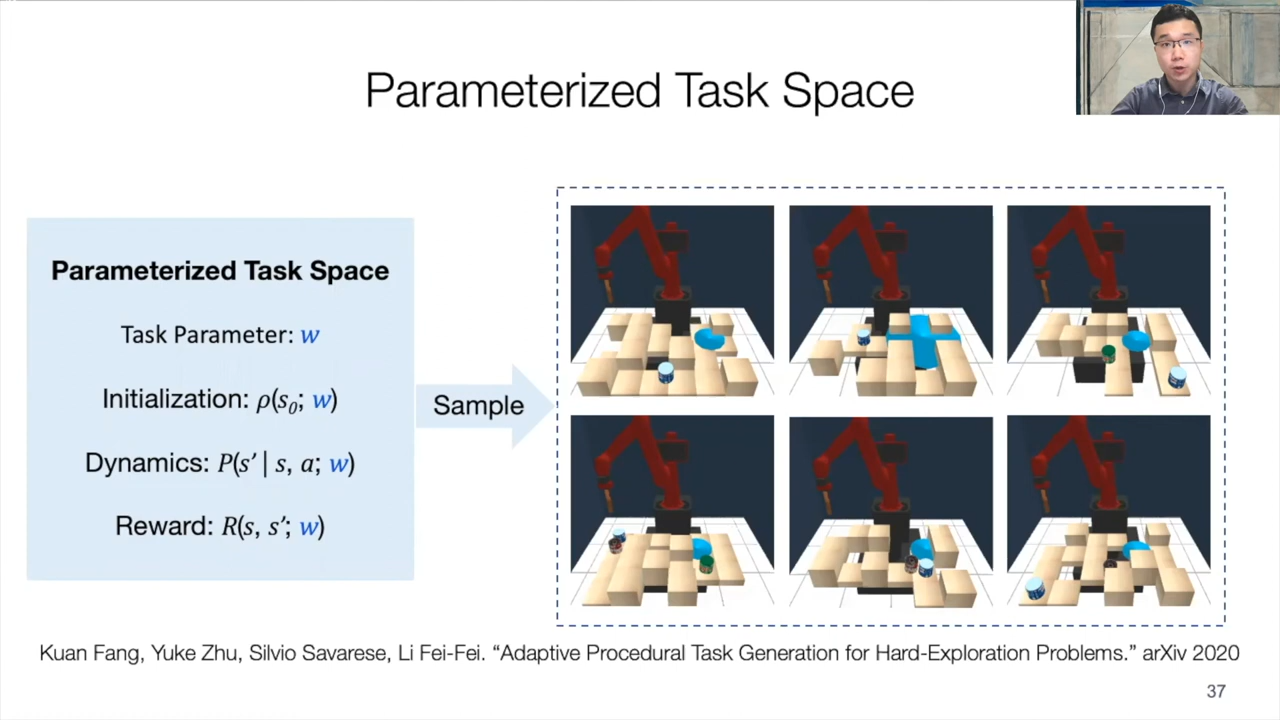 Parameterized Task Space
Parameterized Task Space
Task Parameter: w
Initialization: ρ(s₀; w)
Dynamics: P(s′ | s, a; w)
Reward: R(s, s′; w)
Sample
Kuan Fang, Yuke Zhu, Silvio Savarese, Li Fei-Fei. “Adaptive Procedural Task Generation for Hard-Exploration Problems.” arXiv 2020
37